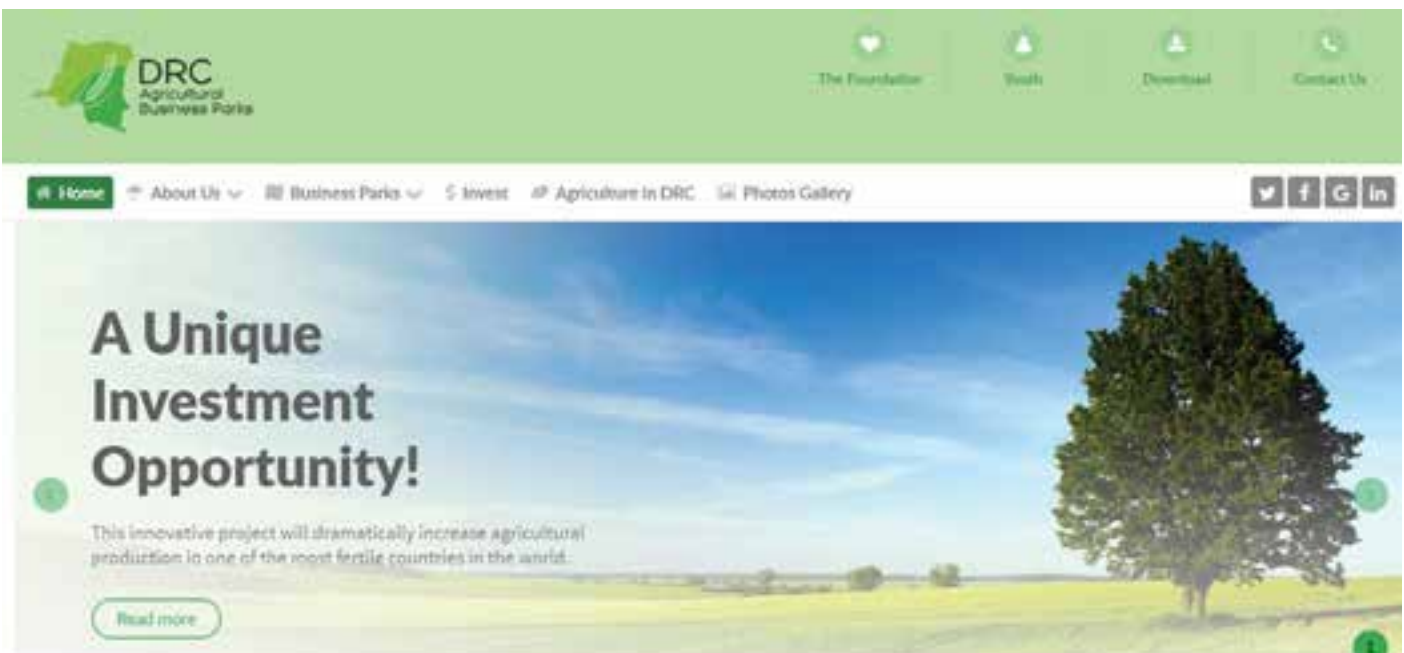 DRC
Agricultural
Business Parks
The Foundation
Youth
Download
Contact Us
Home
About Us
Business Parks
$ Invest
Agriculture in DRC
Photos Gallery
f G in
A Unique
Investment
Opportunity!
This innovative project will dramatically increase agricultural
production in one of the most fertile countries in the world.
Read more